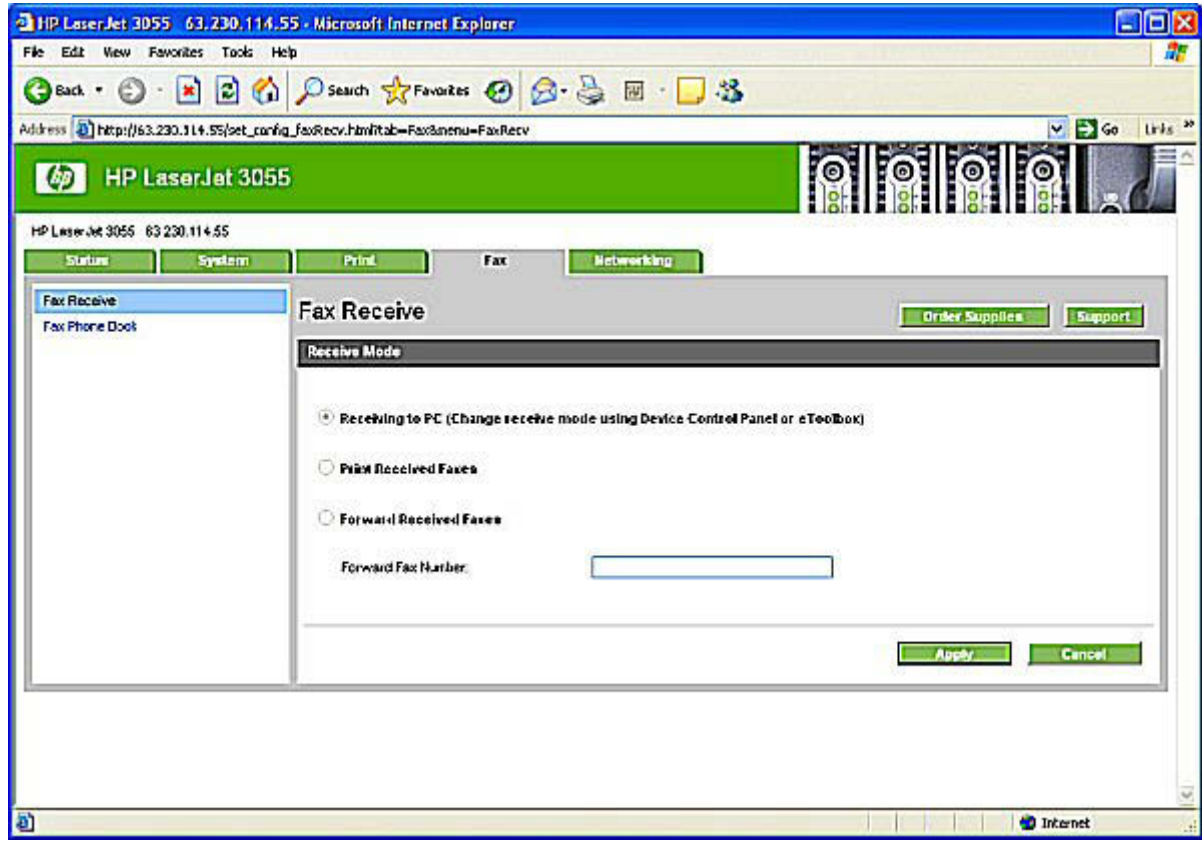 HP LaserJet 3055 63.230.114.55 - Microsoft Internet Explorer
File Edit View Favorites Tools Help
Back Search Favorites
Address http://63.230.114.55/set_config_faxRecv.html?tab=Fax&menu=FaxRecv Go Links »
hp HP LaserJet 3055
HP LaserJet 3055 63.230.114.55
Status System Print Fax Networking
Fax Receive
Fax Phone Book
Fax Receive
Order Supplies Support
Receive Mode
Receiving to PC (Change receive mode using Device Control Panel or eToolbox)
Print Received Faxes
Forward Received Faxes
Forward Fax Number:
Apply Cancel
Internet